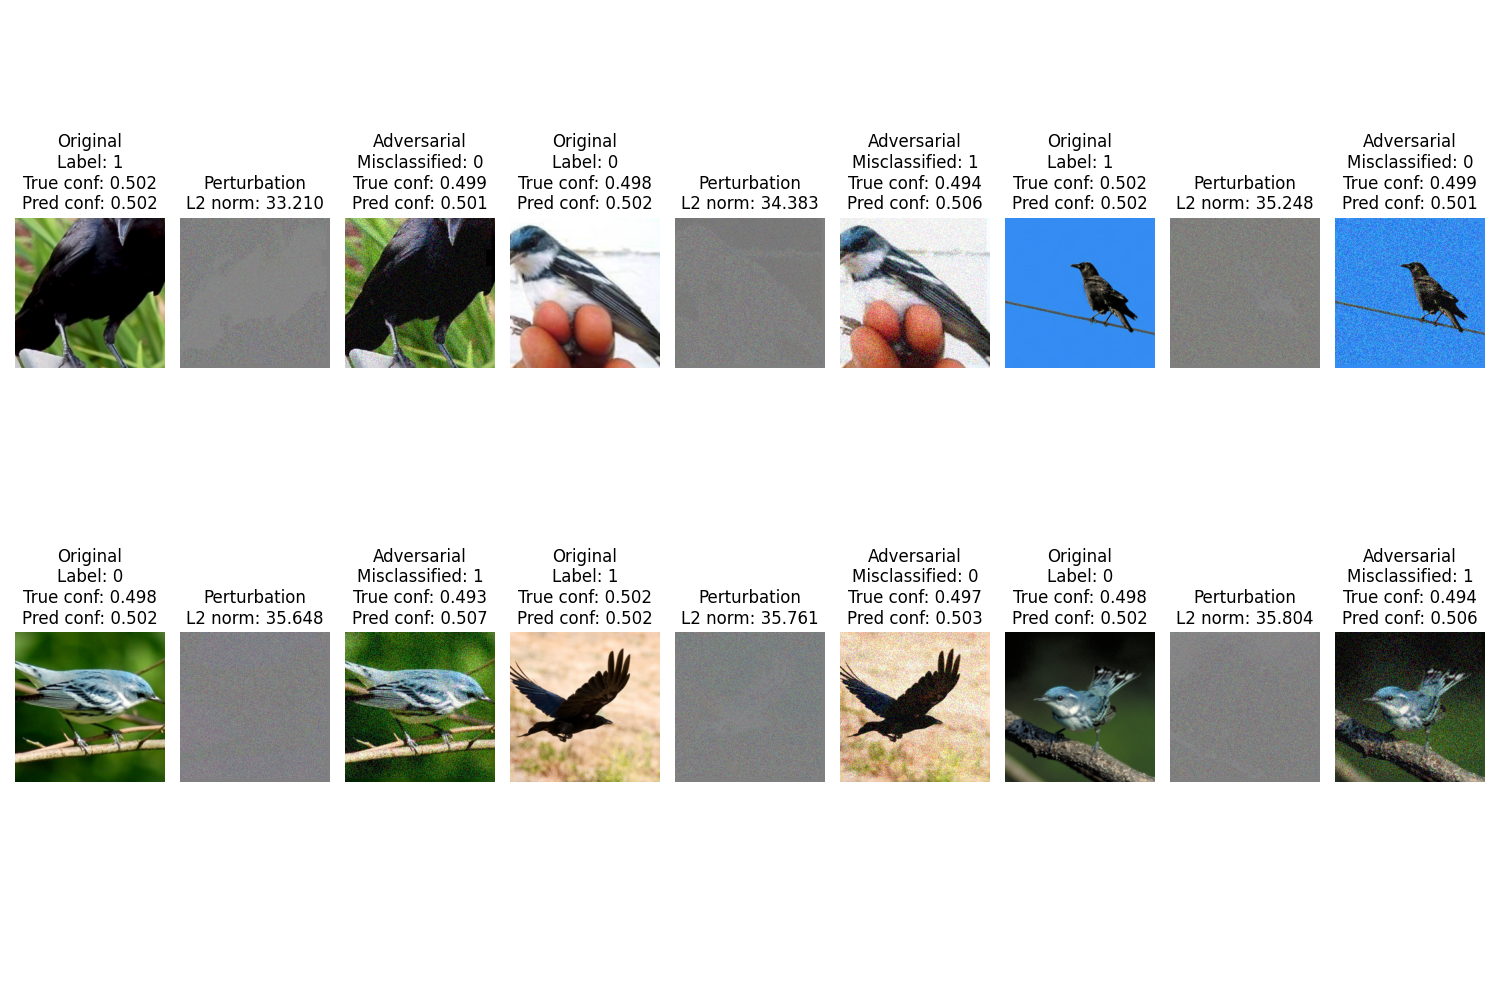 Original
Label: 1
True conf: 0.502
Pred conf: 0.502
Perturbation
L2 norm: 33.210
Adversarial
Misclassified: 0
True conf: 0.499
Pred conf: 0.501
Original
Label: 0
True conf: 0.498
Pred conf: 0.502
Perturbation
L2 norm: 34.383
Adversarial
Misclassified: 1
True conf: 0.494
Pred conf: 0.506
Original
Label: 1
True conf: 0.502
Pred conf: 0.502
Perturbation
L2 norm: 35.248
Adversarial
Misclassified: 0
True conf: 0.499
Pred conf: 0.501
Original
Label: 0
True conf: 0.498
Pred conf: 0.502
Perturbation
L2 norm: 35.648
Adversarial
Misclassified: 1
True conf: 0.493
Pred conf: 0.507
Original
Label: 1
True conf: 0.502
Pred conf: 0.502
Perturbation
L2 norm: 35.761
Adversarial
Misclassified: 0
True conf: 0.497
Pred conf: 0.503
Original
Label: 0
True conf: 0.498
Pred conf: 0.502
Perturbation
L2 norm: 35.804
Adversarial
Misclassified: 1
True conf: 0.494
Pred conf: 0.506